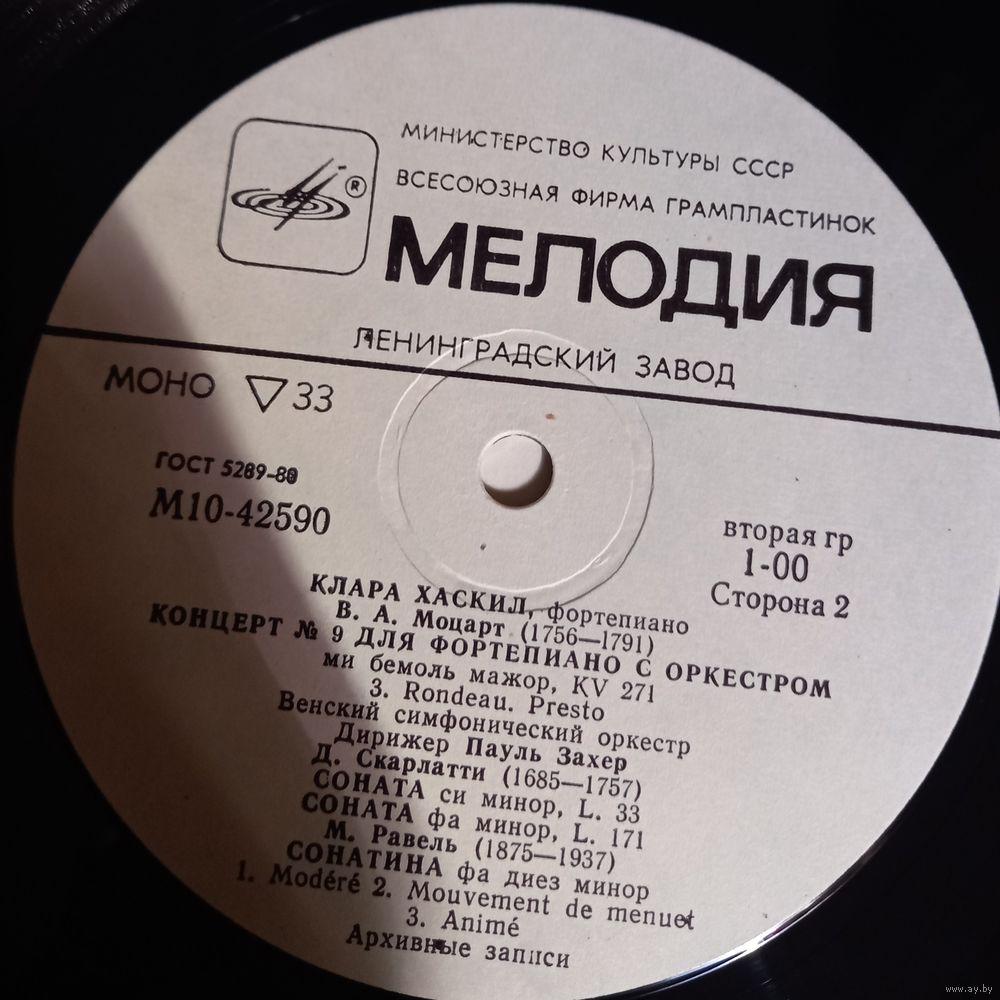 МИНИСТЕРСТВО КУЛЬТУРЫ СССР
ВСЕСОЮЗНАЯ ФИРМА ГРАМПЛАСТИНОК
®
МЕЛОДИЯ
ЛЕНИНГРАДСКИЙ ЗАВОД
МОНО ▽ 33
ГОСТ 5289-80
М10-42590
вторая гр
1-00
Сторона 2
КЛАРА ХАСКИЛ, фортепиано
В. А. Моцарт (1756—1791)
КОНЦЕРТ № 9 ДЛЯ ФОРТЕПИАНО С ОРКЕСТРОМ
ми бемоль мажор, KV 271
3. Rondeau. Presto
Венский симфонический оркестр
Дирижер Пауль Захер
Д. Скарлатти (1685—1757)
СОНАТА си минор, L. 33
СОНАТА фа минор, L. 171
М. Равель (1875—1937)
СОНАТИНА фа диез минор
1. Modéré 2. Mouvement de menuet
3. Animé
Архивные записи
www.ay.by